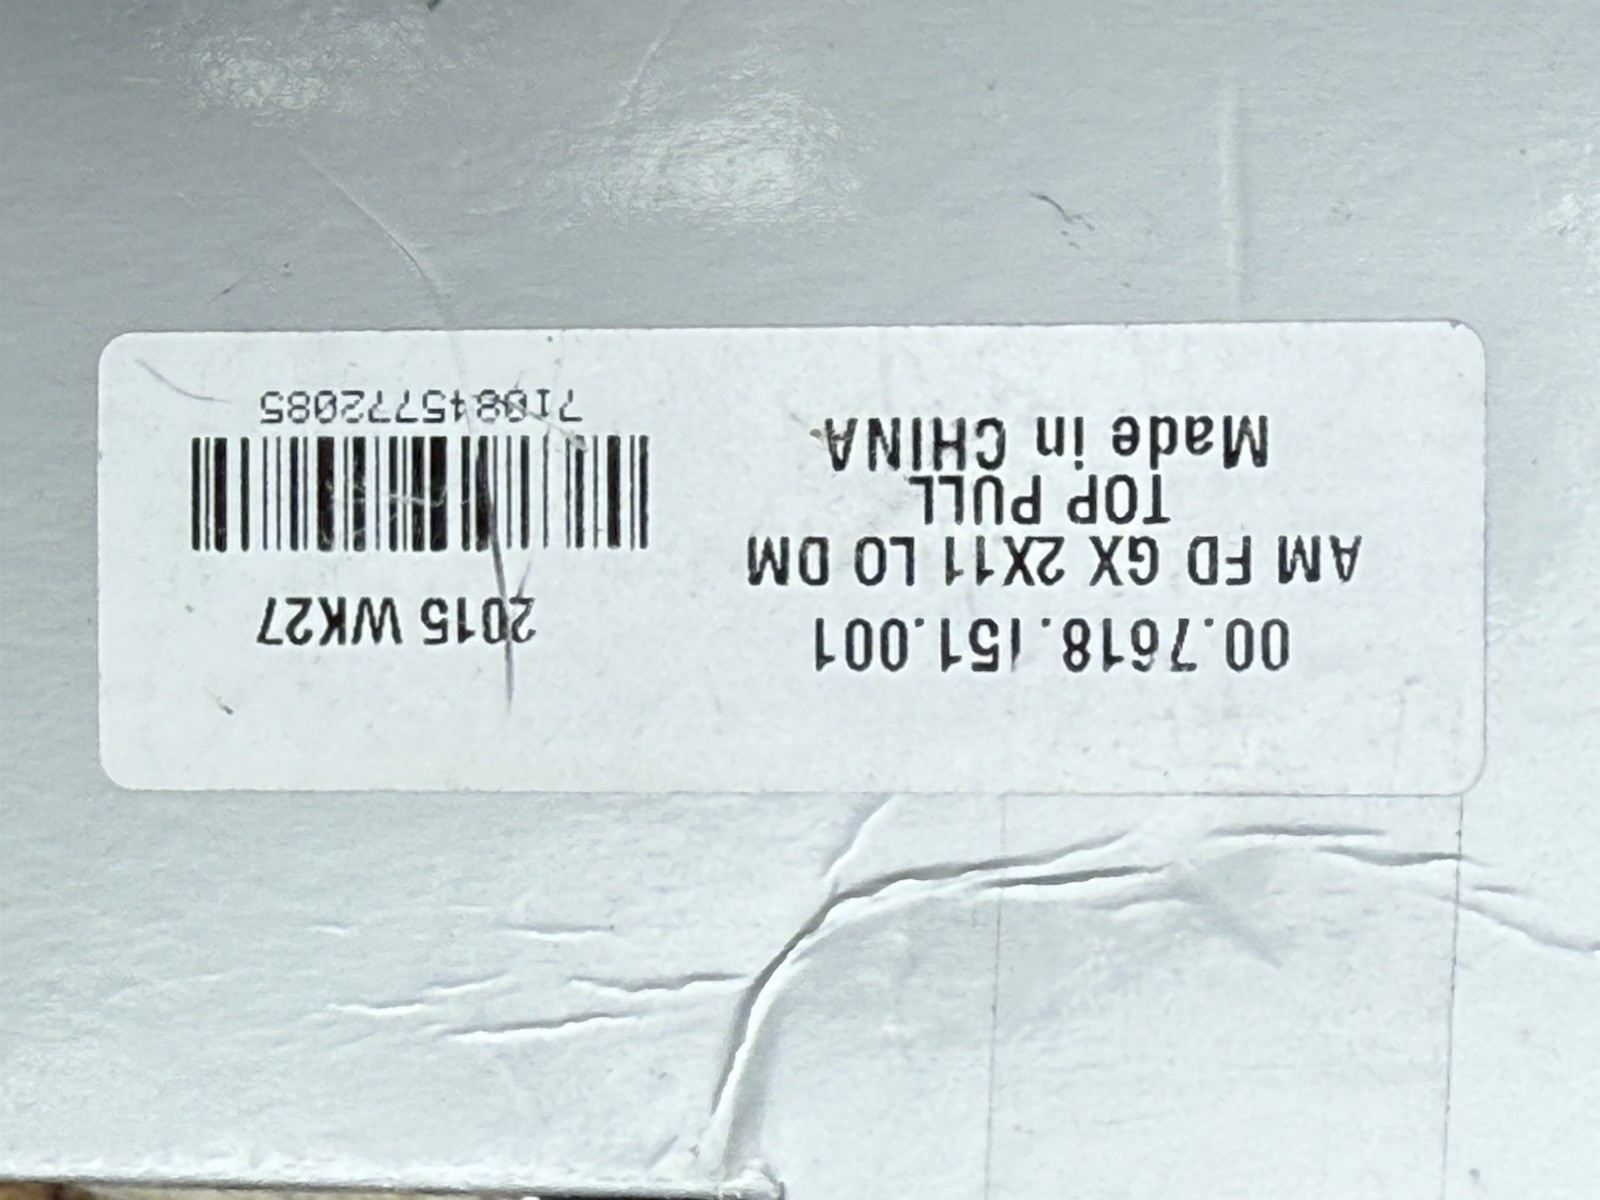 00.7618.151.001
AM FD GX 2X11 LO DM
TOP PULL
Made in CHINA
2015 WK27
710845772085